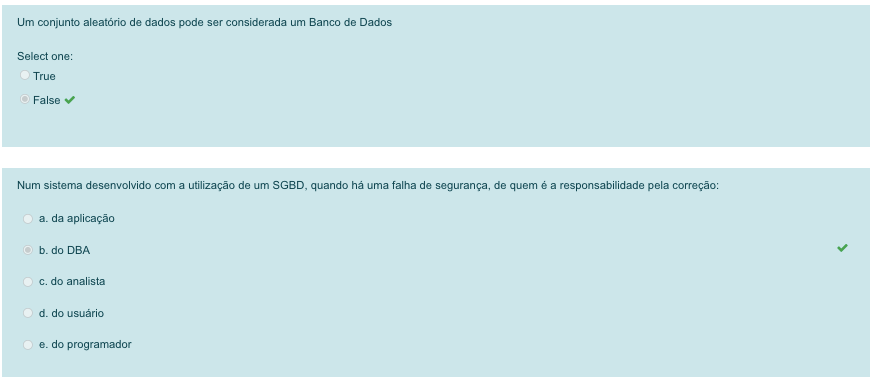 Um conjunto aleatório de dados pode ser considerada um Banco de Dados
Select one:
True
False
Num sistema desenvolvido com a utilização de um SGBD, quando há uma falha de segurança, de quem é a responsabilidade pela correção:
a. da aplicação
b. do DBA
c. do analista
d. do usuário
e. do programador